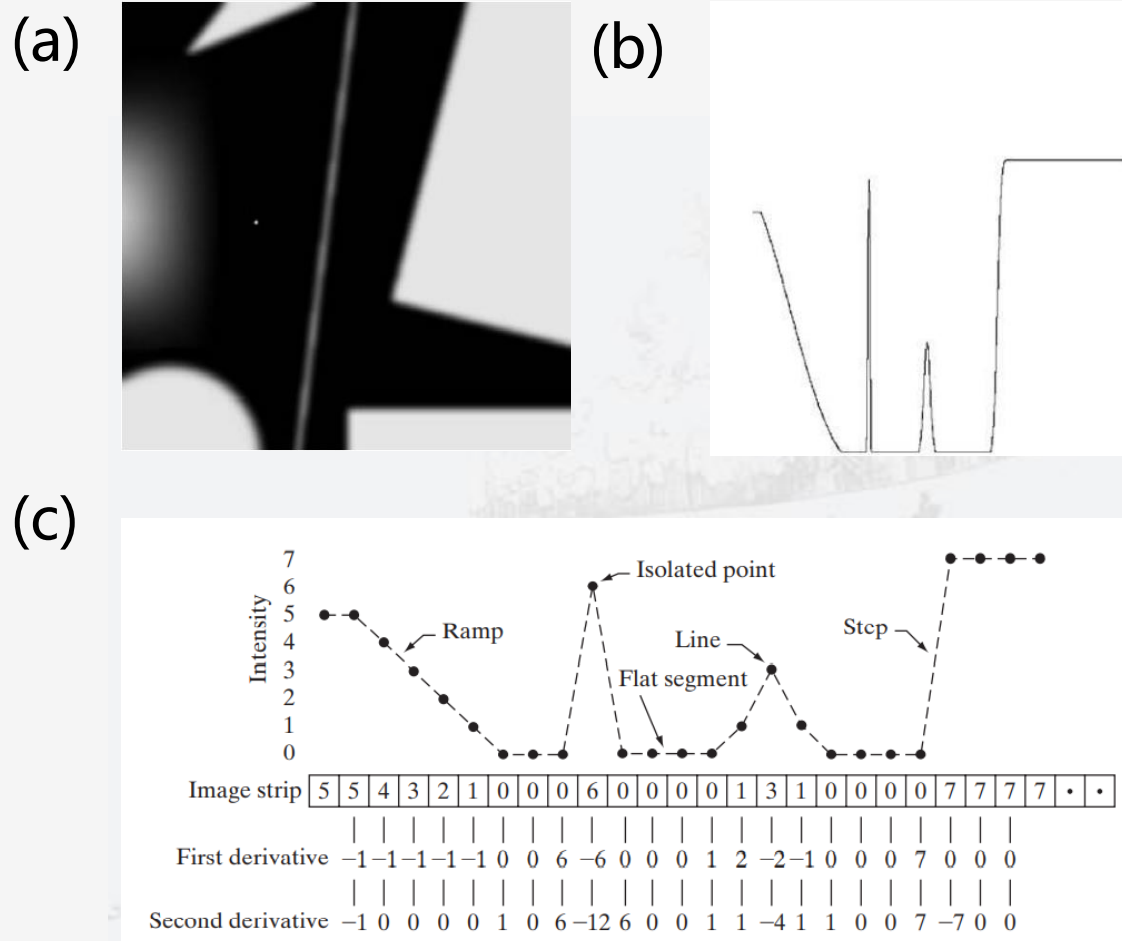 (a)
(b)
(c)
7
6
5
4
3
2
1
0
Intensity
Isolated point
Ramp
Line
Step
Flat segment
Image strip 5 5 4 3 2 1 0 0 0 6 0 0 0 0 1 3 1 0 0 0 0 7 7 7 7 • •
First derivative −1 −1 −1 −1 −1 0 0 6 −6 0 0 0 1 2 −2 −1 0 0 0 7 0 0 0
Second derivative −1 0 0 0 0 1 0 6 −12 6 0 0 1 1 −4 1 1 0 0 7 −7 0 0